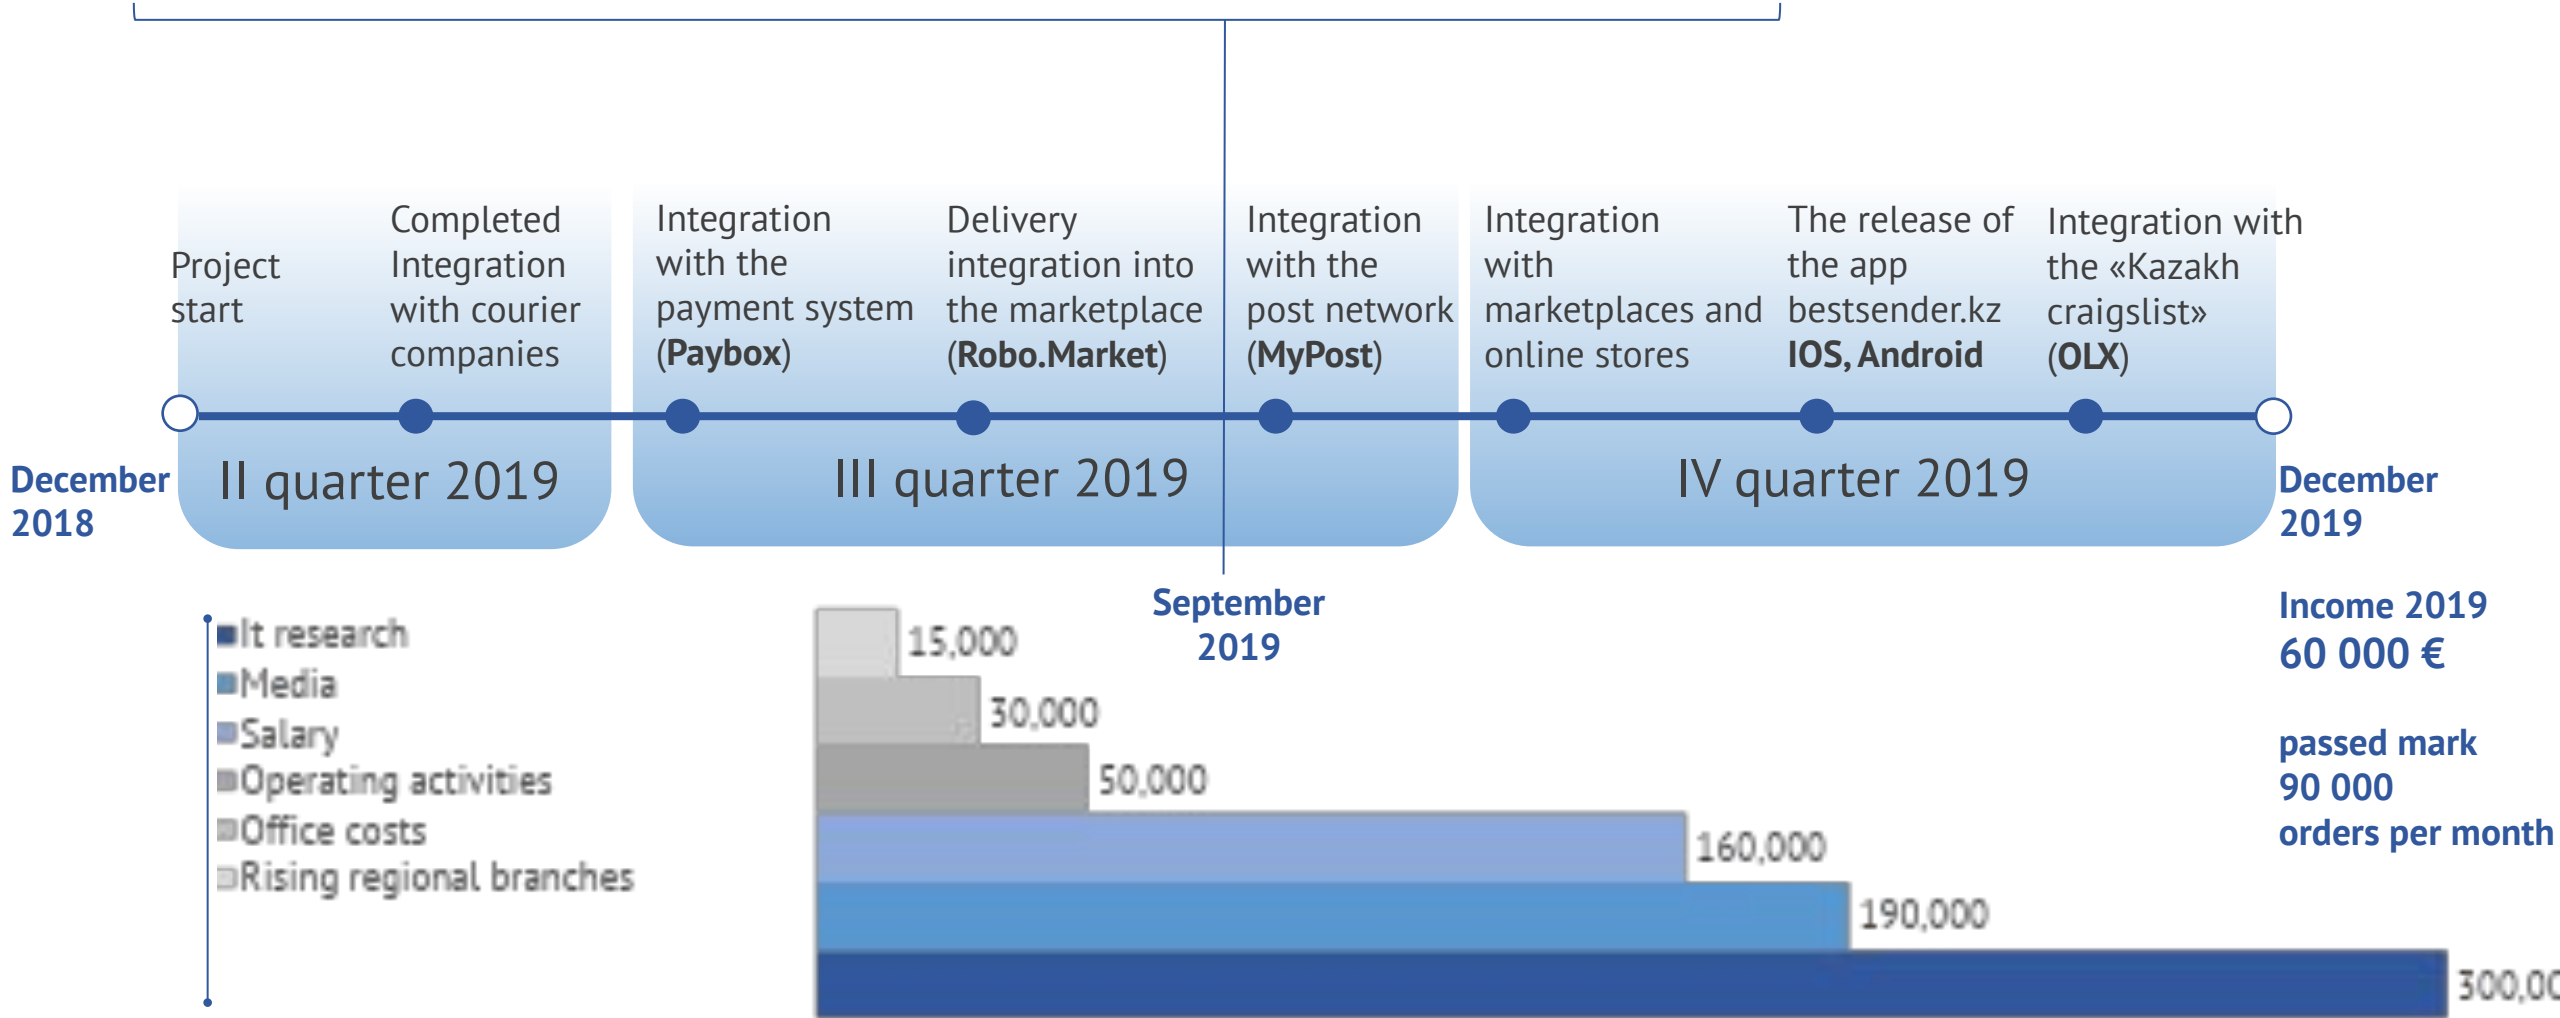 Project
start
Completed
Integration
with courier
companies
Integration
with the
payment system
(Paybox)
Delivery
integration into
the marketplace
(Robo.Market)
Integration
with the
post network
(MyPost)
Integration
with
marketplaces and
online stores
The release of
the app
bestsender.kz
IOS, Android
Integration with
the «Kazakh
craigslist»
(OLX)
December
2018
II quarter 2019
III quarter 2019
IV quarter 2019
December
2019
September
2019
Income 2019
60 000 €
passed mark
90 000
orders per month
It research
Media
Salary
Operating activities
Office costs
Rising regional branches
15,000
30,000
50,000
160,000
190,000